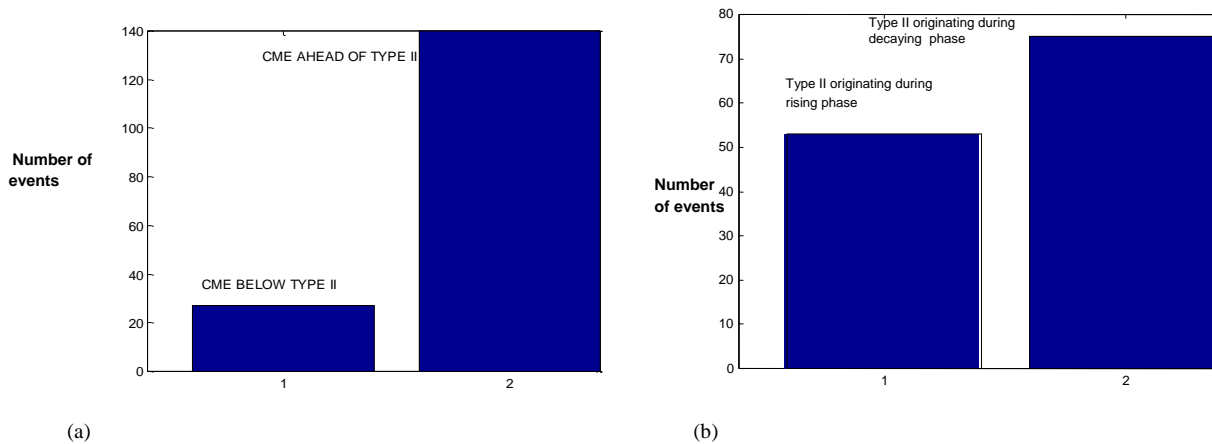 140
120
100
80
60
40
20
0
Number of
events
CME AHEAD OF TYPE II
CME BELOW TYPE II
1
2
(a)
80
70
60
50
40
30
20
10
0
Number
of events
Type II originating during
decaying phase
Type II originating during
rising phase
1
2
(b)